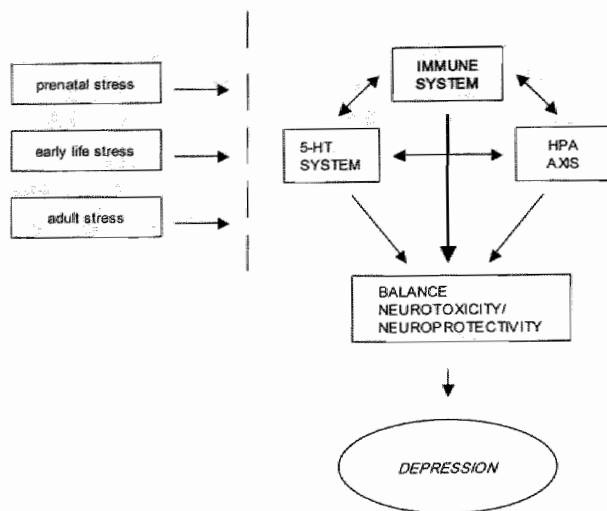 prenatal stress
early life stress
adult stress
IMMUNE
SYSTEM
5-HT
SYSTEM
HPA
AXIS
BALANCE
NEUROTOXICITY/
NEUROPROTECTIVITY
DEPRESSION